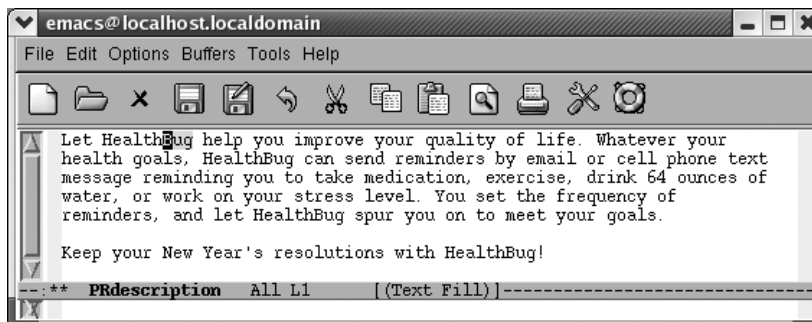 emacs@localhost.localdomain
File Edit Options Buffers Tools Help
Let HealthBug help you improve your quality of life. Whatever your
health goals, HealthBug can send reminders by email or cell phone text
message reminding you to take medication, exercise, drink 64 ounces of
water, or work on your stress level. You set the frequency of
reminders, and let HealthBug spur you on to meet your goals.
Keep your New Year's resolutions with HealthBug!
--:** PRdescription All L1 [(Text Fill)]--------------------------------